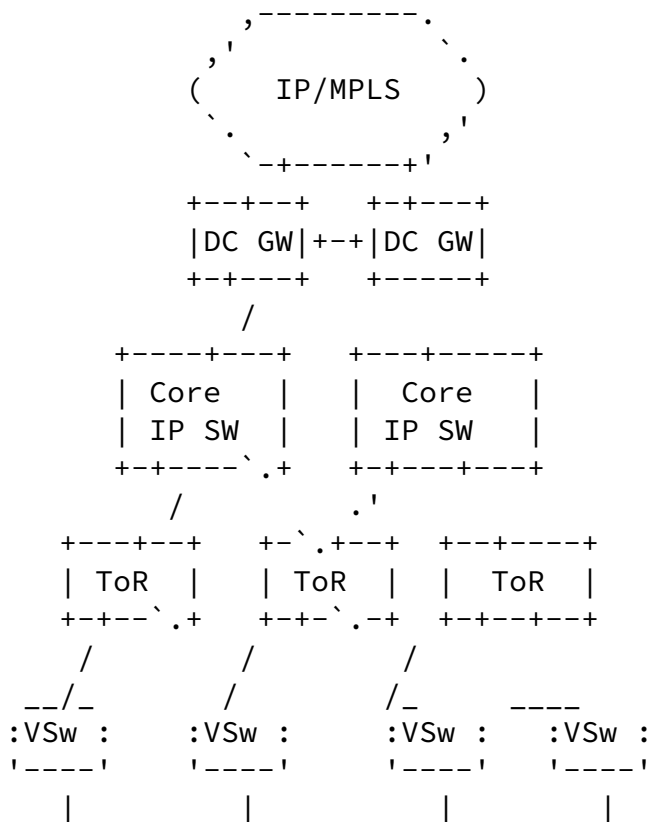 IP/MPLS
DC GW DC GW
Core Core
IP SW IP SW
ToR ToR ToR
VSw VSw VSw VSw